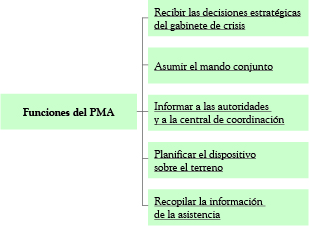 Funciones del PMA
Recibir las decisiones estratégicas
del gabinete de crisis
Asumir el mando conjunto
Informar a las autoridades
y a la central de coordinación
Planificar el dispositivo
sobre el terreno
Recopilar la información
de la asistencia